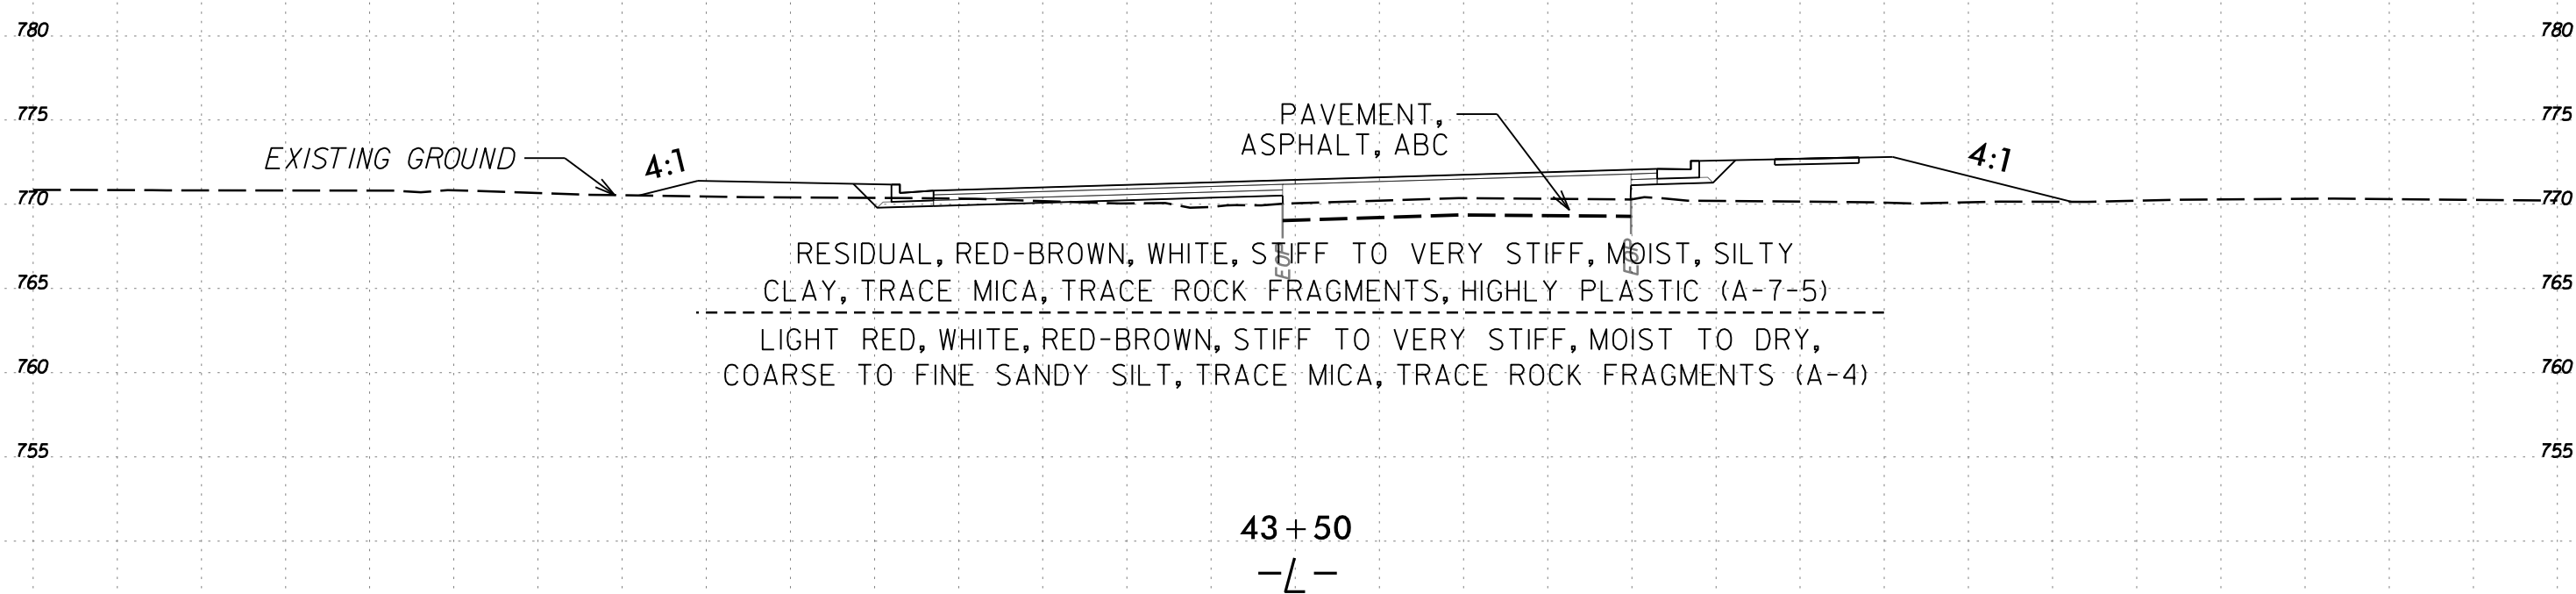 780 780
775 775
PAVEMENT,
ASPHALT, ABC
EXISTING GROUND
4:1 4:1
770 770
RESIDUAL, RED-BROWN, WHITE, STIFF TO VERY STIFF, MOIST, SILTY
EOP EOP
765 765
CLAY, TRACE MICA, TRACE ROCK FRAGMENTS, HIGHLY PLASTIC (A-7-5)
LIGHT RED, WHITE, RED-BROWN, STIFF TO VERY STIFF, MOIST TO DRY,
760 760
COARSE TO FINE SANDY SILT, TRACE MICA, TRACE ROCK FRAGMENTS (A-4)
755 755
43+50
-L-